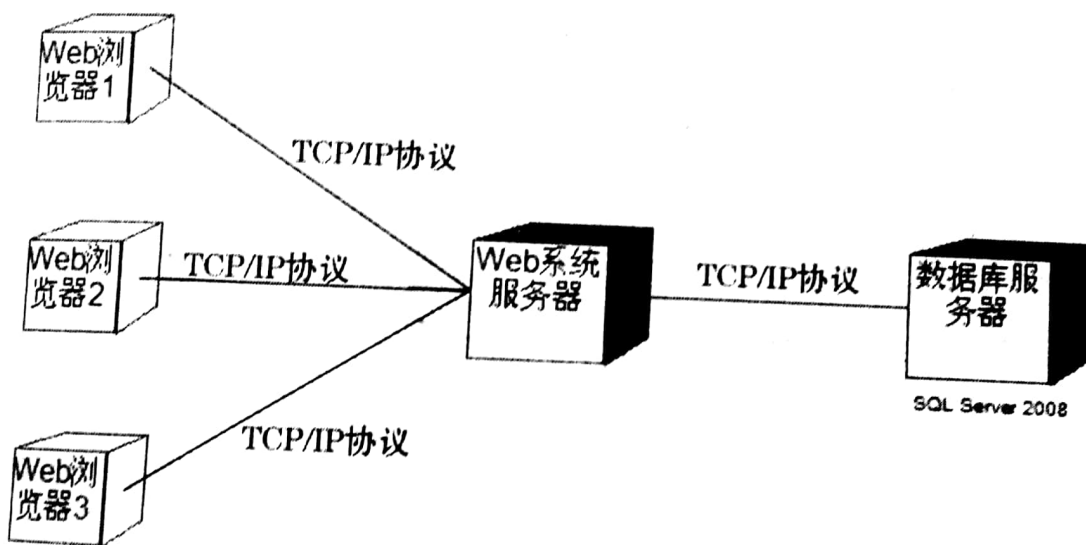 Web浏
览器1
TCP/IP协议
Web浏
览器2
TCP/IP协议
Web系统
服务器
TCP/IP协议
数据库服
务器
SQL Server 2008
TCP/IP协议
Web浏
览器3